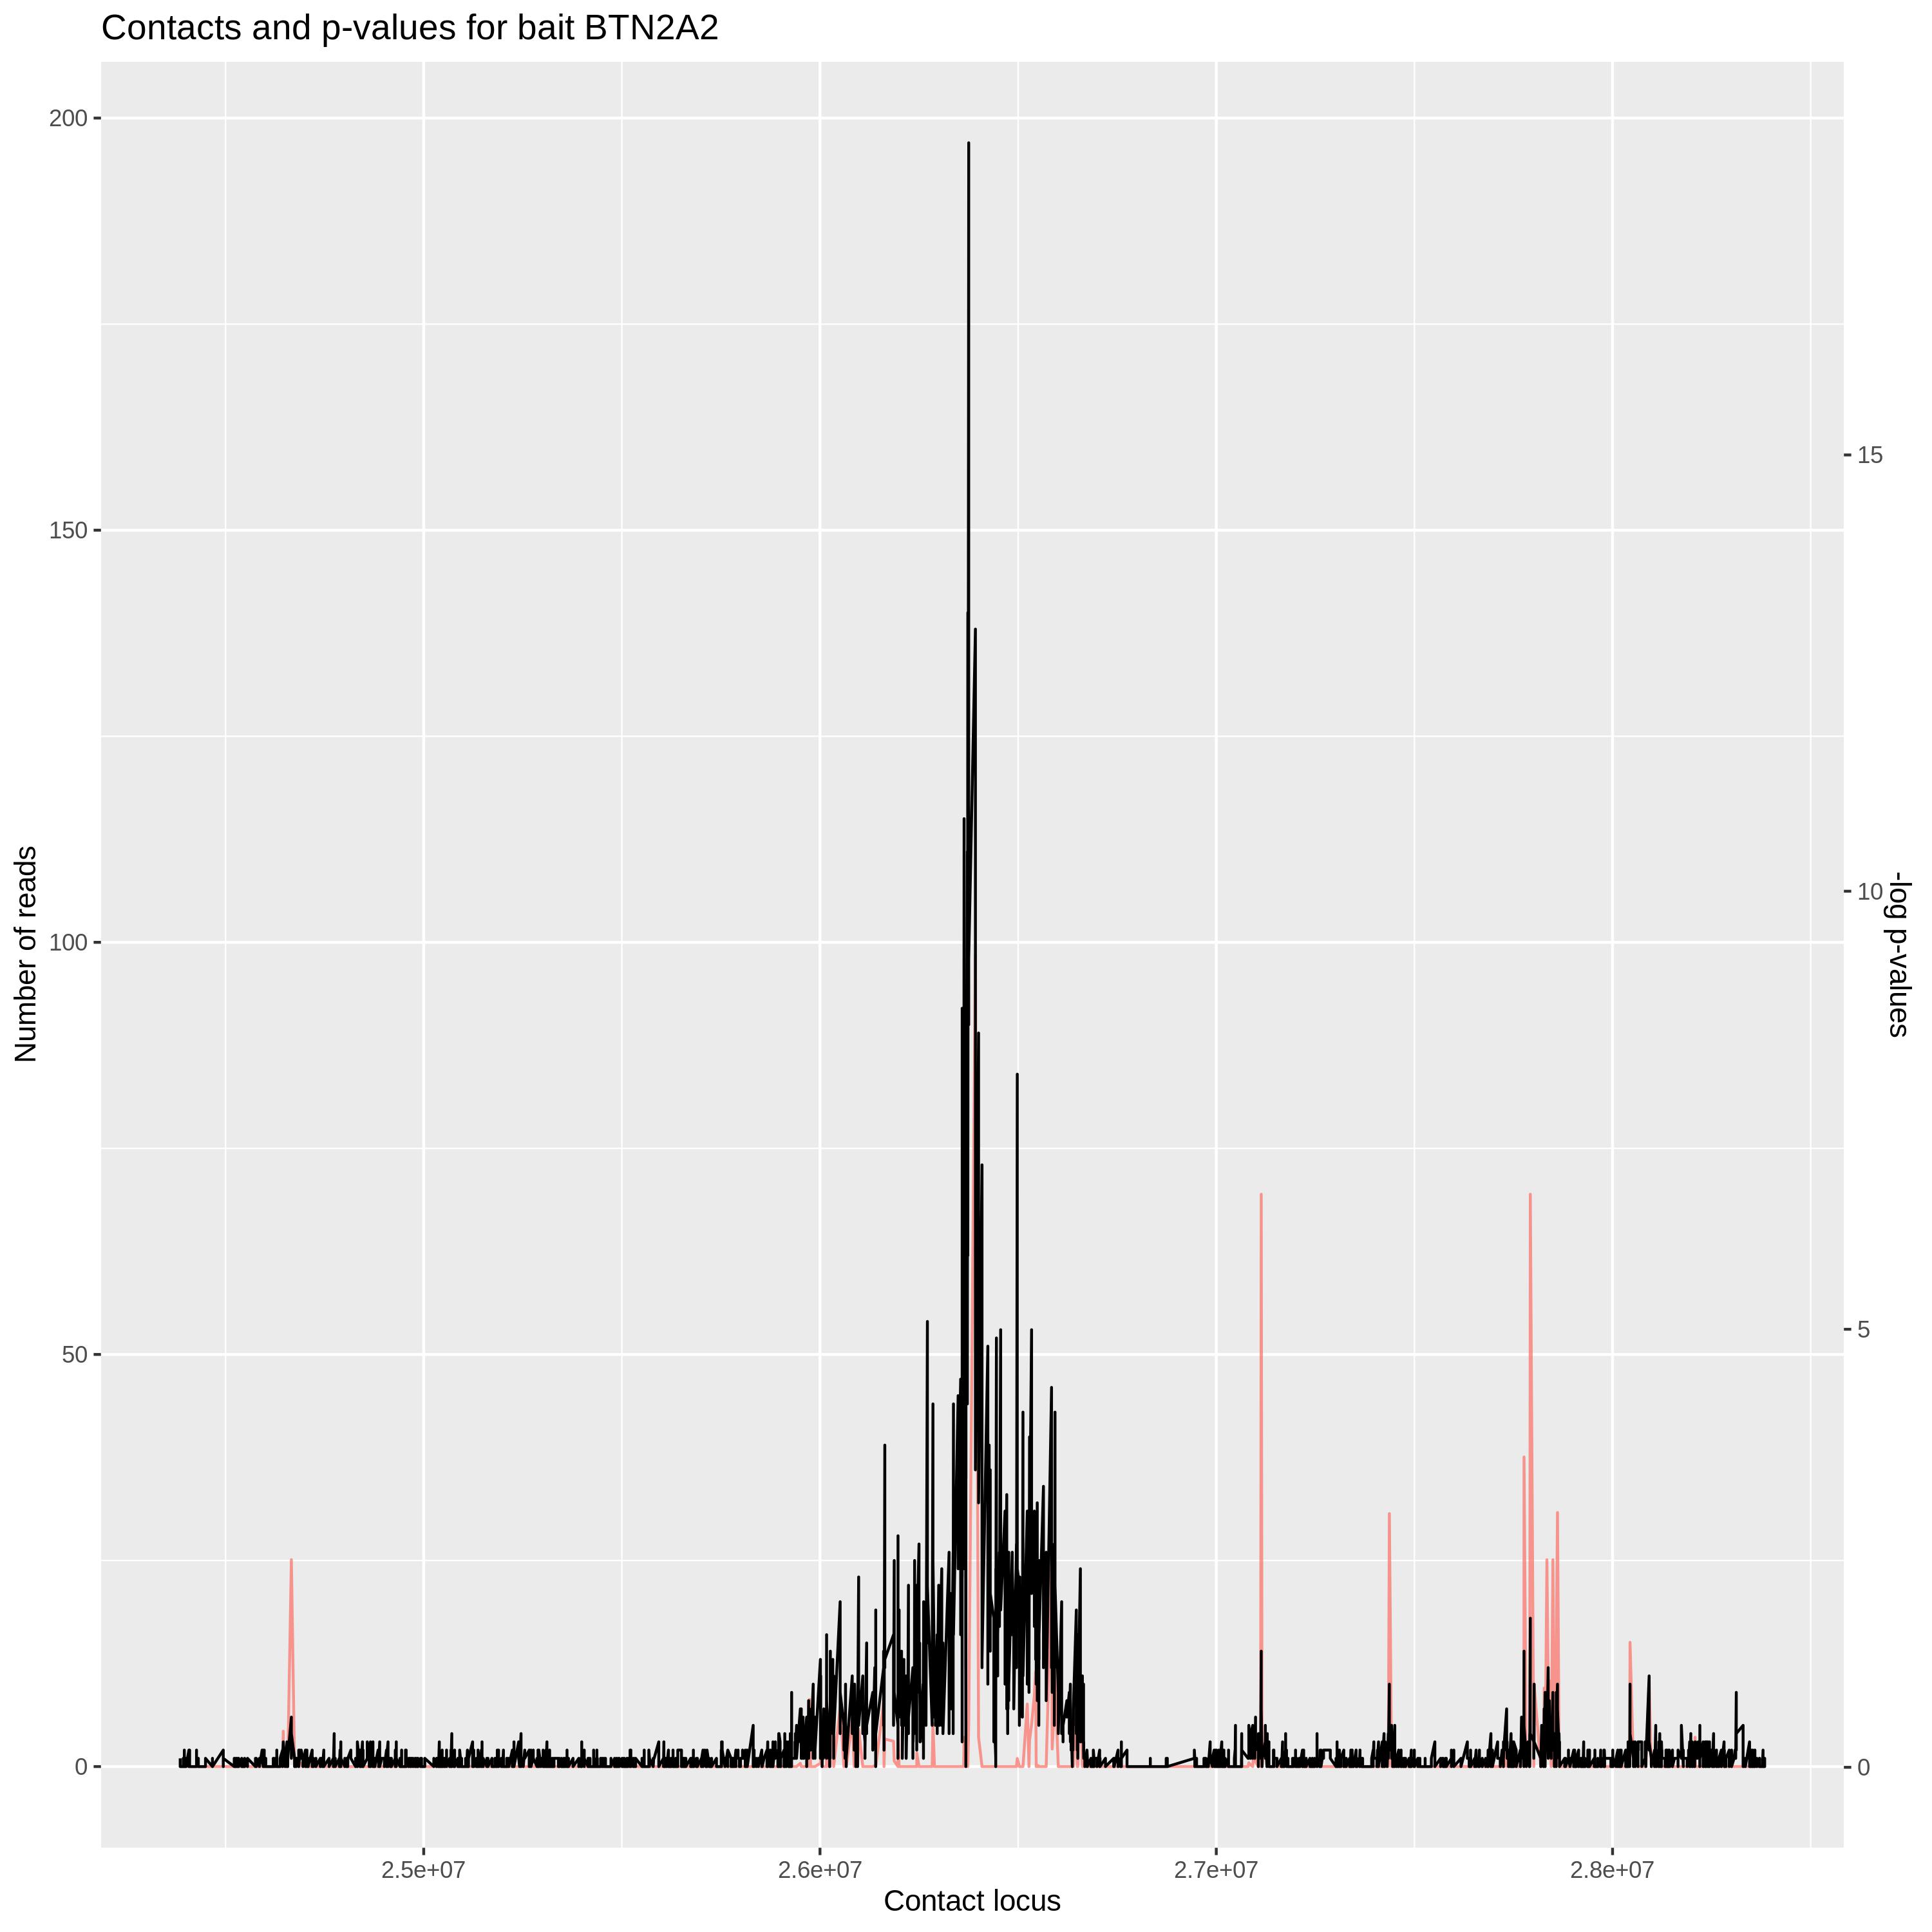 Contacts and p-values for bait BTN2A2
200
150
100
50
0
15
10
5
0
Number of reads
-log p-values
2.5e+07
2.6e+07
2.7e+07
2.8e+07
Contact locus